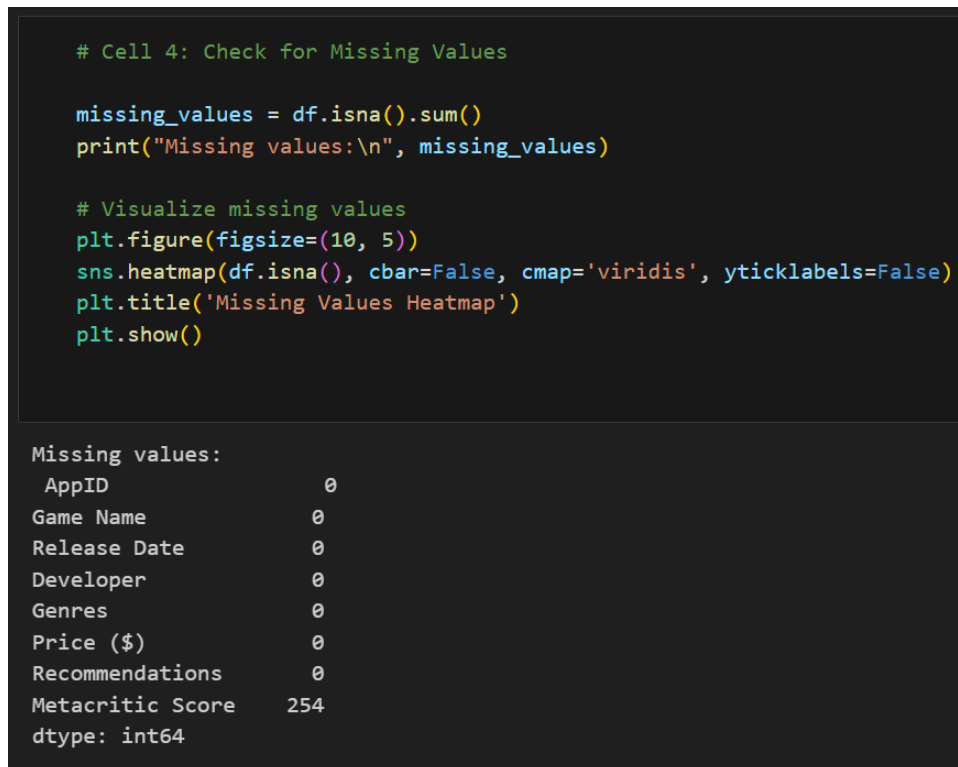 # Cell 4: Check for Missing Values
missing_values = df.isna().sum()
print("Missing values:\n", missing_values)
# Visualize missing values
plt.figure(figsize=(10, 5))
sns.heatmap(df.isna(), cbar=False, cmap='viridis', yticklabels=False)
plt.title('Missing Values Heatmap')
plt.show()
Missing values:
 AppID                 0
Game Name             0
Release Date          0
Developer             0
Genres                0
Price ($)             0
Recommendations       0
Metacritic Score    254
dtype: int64